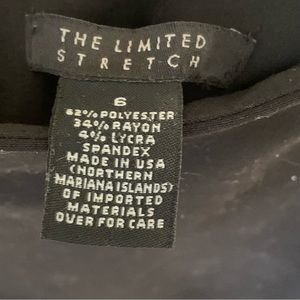 THE LIMITED
STRETCH
6
62% POLYESTER
34% RAYON
4% LYCRA
SPANDEX
MADE IN USA
(NORTHERN
MARIANA ISLANDS)
OF IMPORTED
MATERIALS
OVER FOR CARE